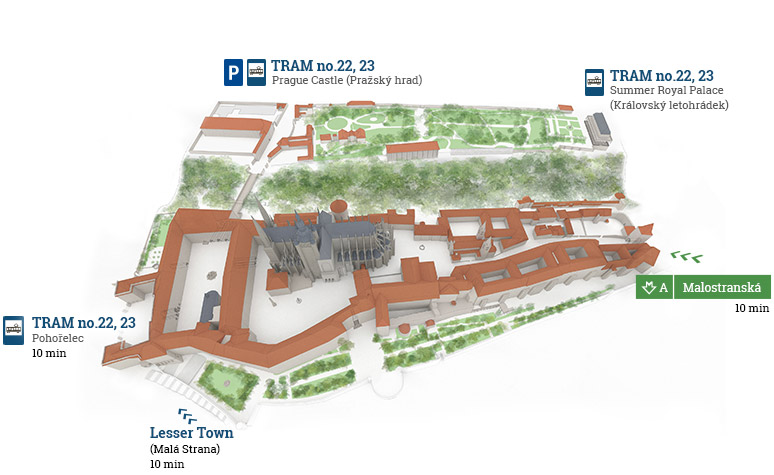 P TRAM no.22, 23
Prague Castle (Pražský hrad)
TRAM no.22, 23
Summer Royal Palace
(Královský letohrádek)
A Malostranská
10 min
TRAM no.22, 23
Pohořelec
10 min
Lesser Town
(Malá Strana)
10 min